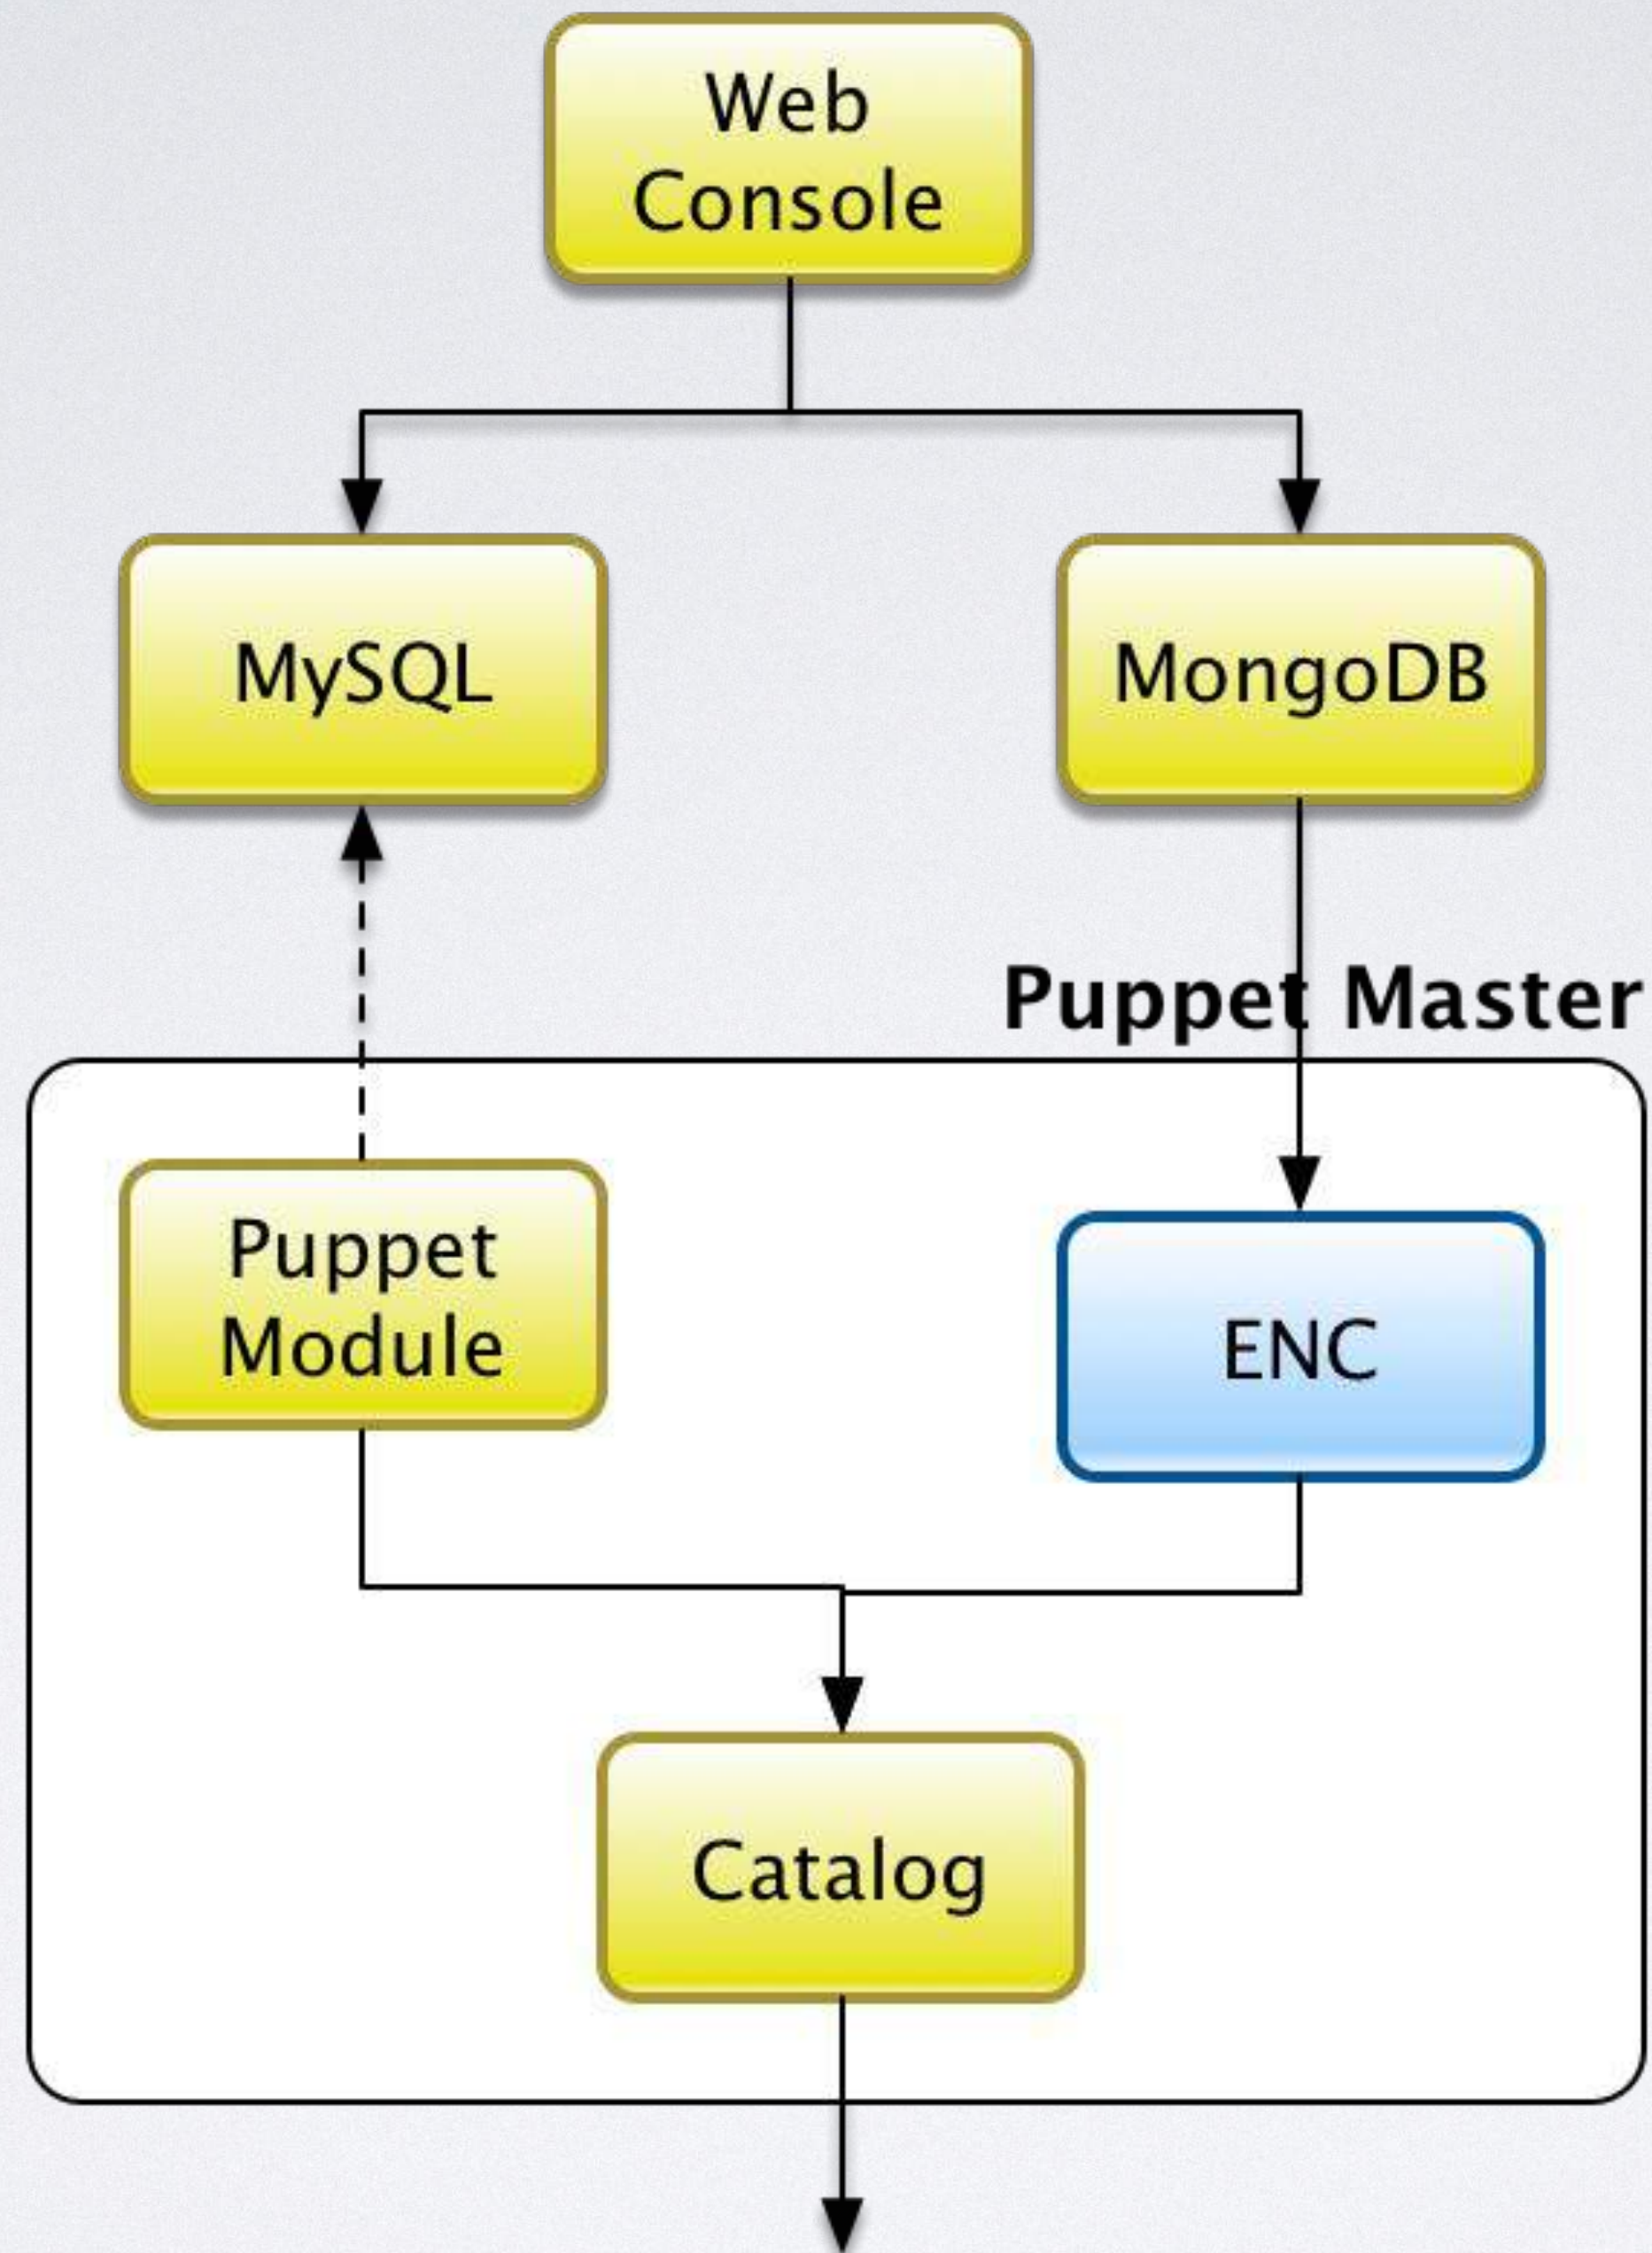 Web
Console
MySQL
MongoDB
Puppet Master
Puppet
Module
ENC
Catalog